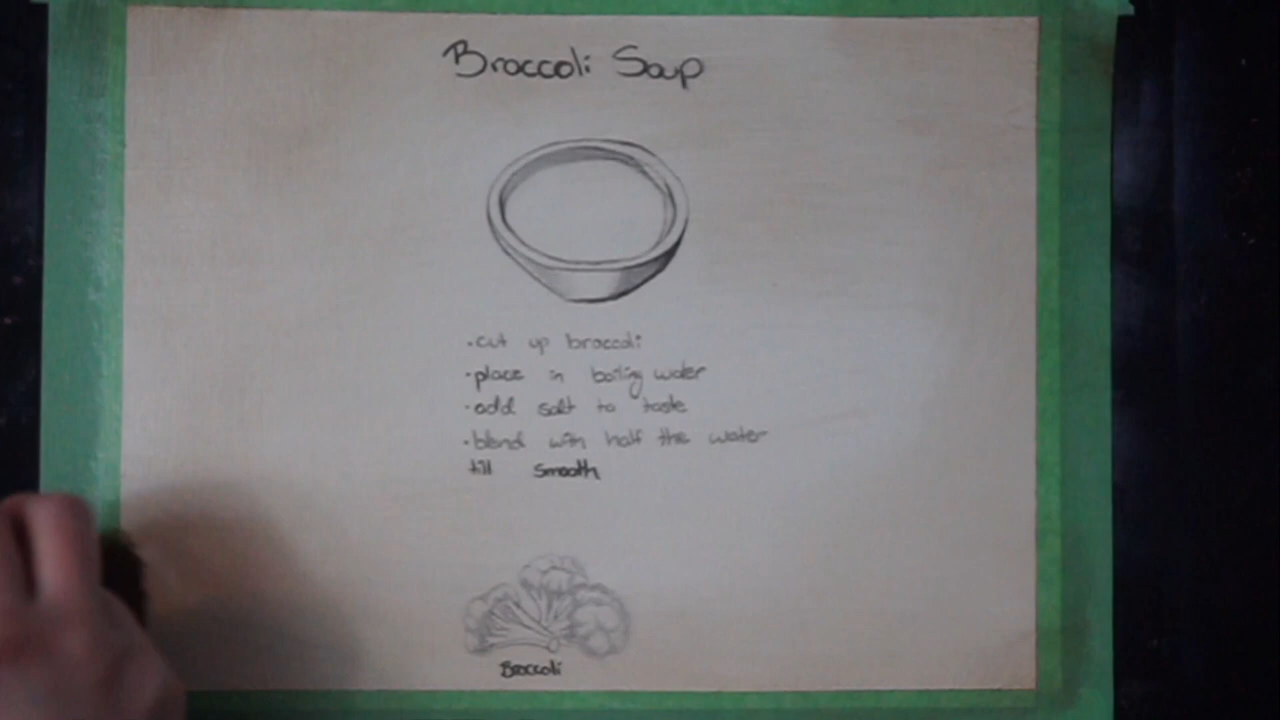 Broccoli Soup
·cut up broccoli
·place in boiling water
·add salt to taste
·blend with half the water
till smooth
Broccoli